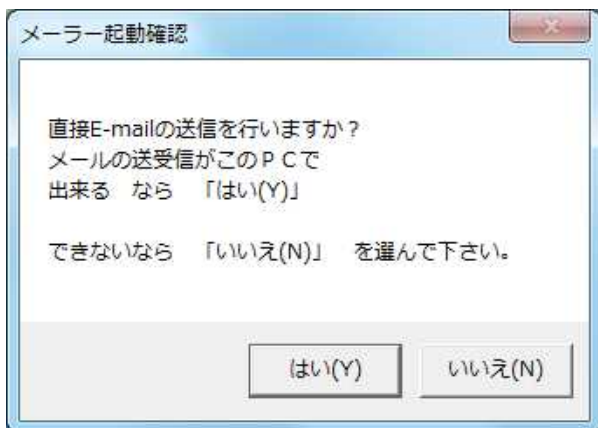 メーラー起動確認
直接E-mailの送信を行いますか？
メールの送受信がこのＰＣで
出来る　なら　「はい(Y)」
できないなら　「いいえ(N)」　を選んで下さい。
はい(Y)
いいえ(N)